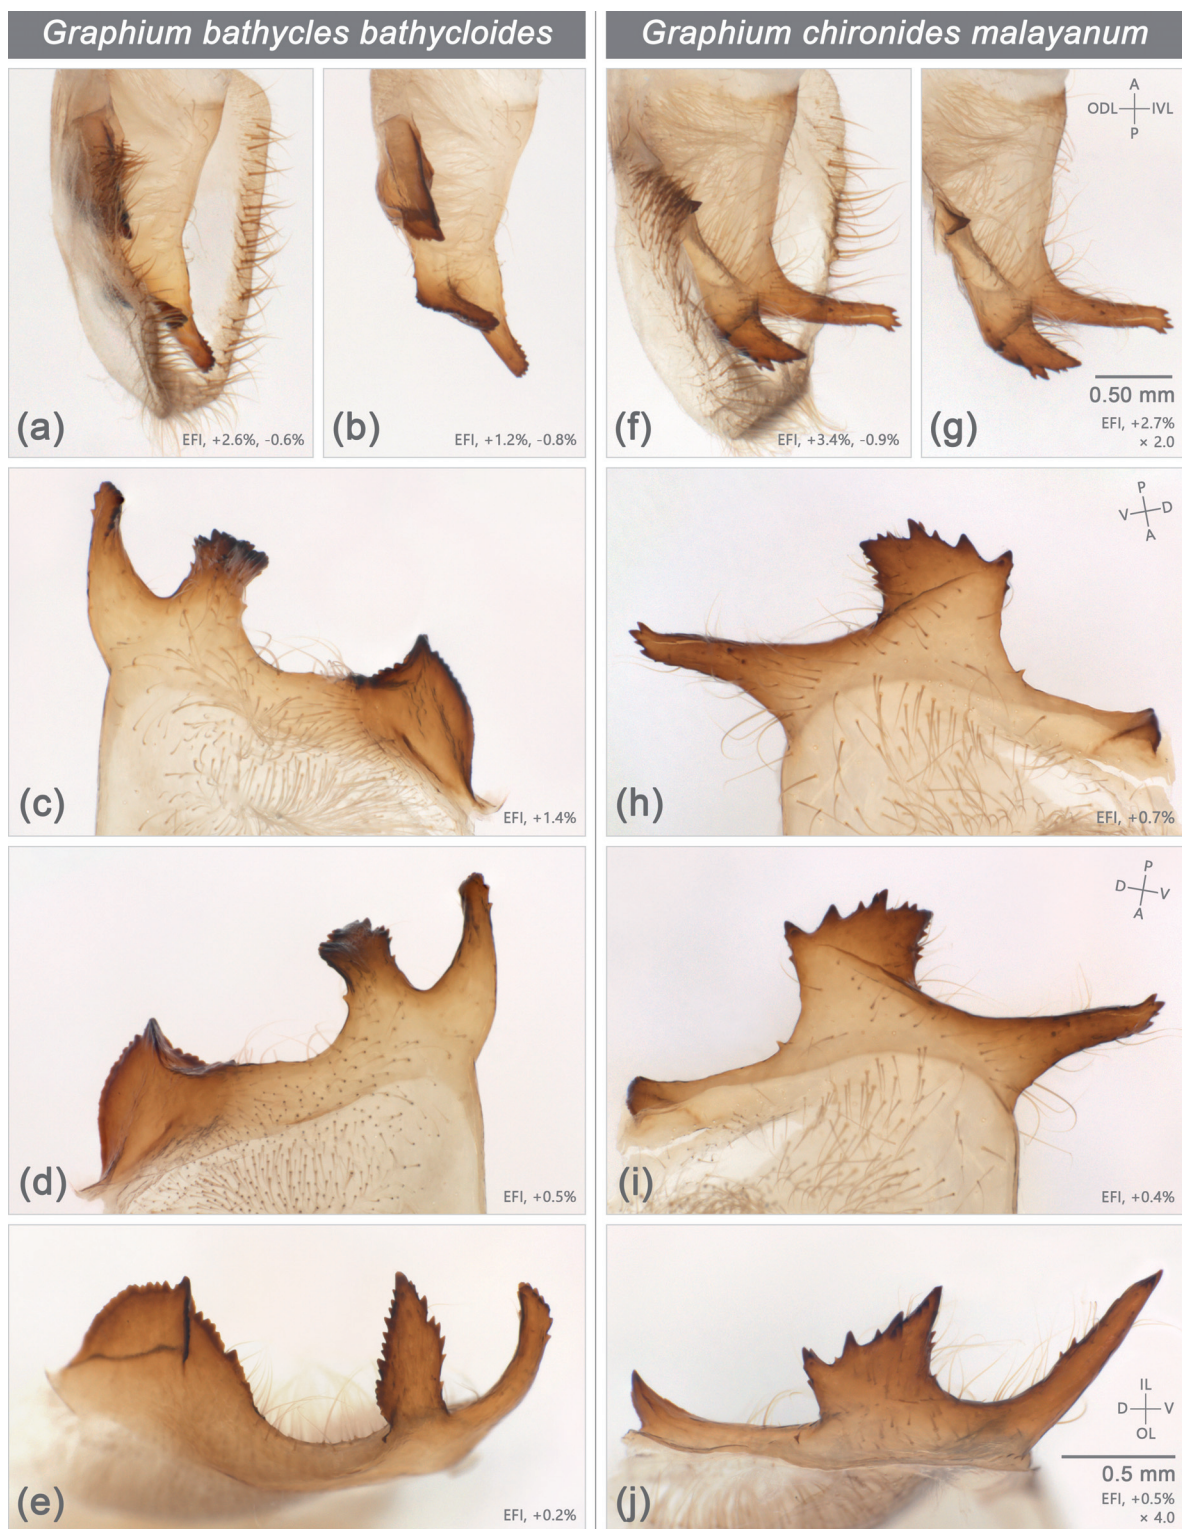 Graphium bathycles bathycloides
Graphium chironides malayanum
(a)
EFI, +2.6%, -0.6%
(b)
EFI, +1.2%, -0.8%
(f)
EFI, +3.4%, -0.9%
A
ODL IVL
P
0.50 mm
(g)
EFI, +2.7%
× 2.0
(c)
EFI, +1.4%
P
V D
A
(h)
EFI, +0.7%
(d)
EFI, +0.5%
P
D V
A
(i)
EFI, +0.4%
(e)
EFI, +0.2%
IL
D V
OL
0.5 mm
(j)
EFI, +0.5%
× 4.0